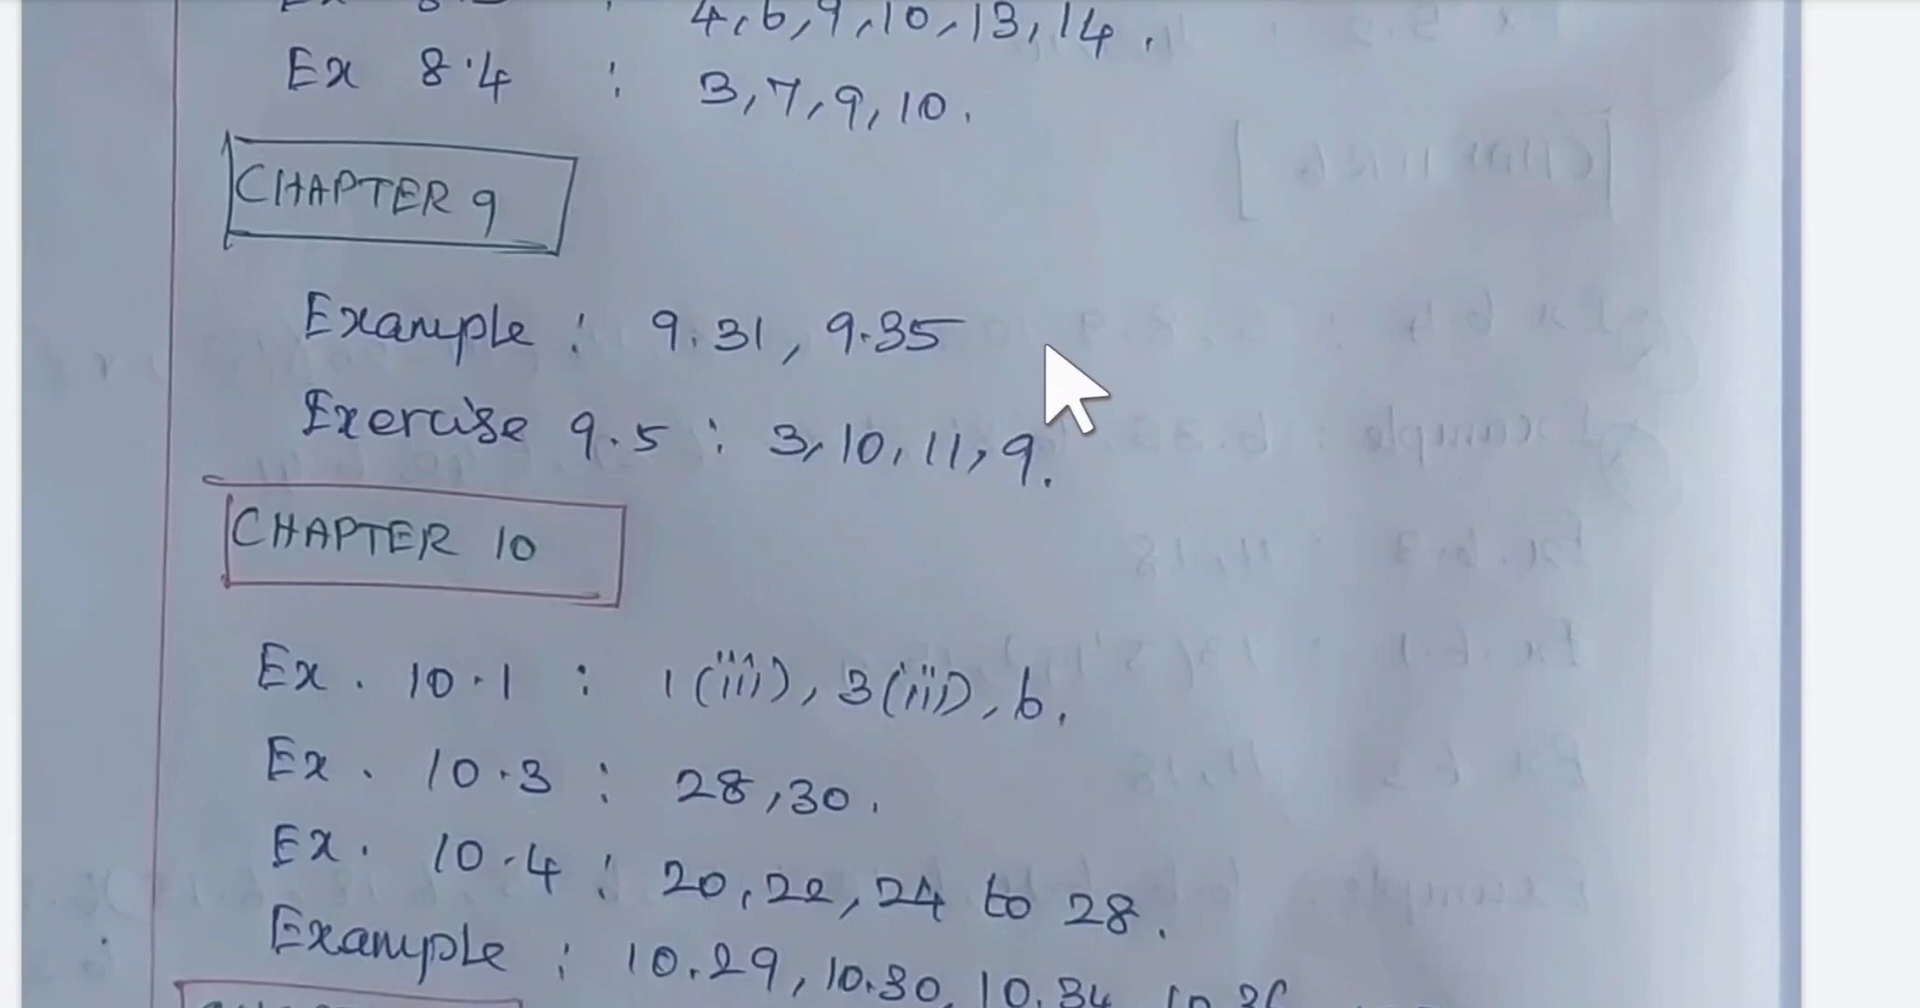 4, 6, 9, 10, 13, 14.
Ex 8.4 : 3, 7, 9, 10.
CHAPTER 9
Example : 9.31, 9.35
Exercise 9.5 : 3, 10, 11, 9.
CHAPTER 10
Ex. 10.1 : 1(iii), 3(iii), 6.
Ex. 10.3 : 28, 30.
Ex. 10.4 : 20, 22, 24 to 28.
Example : 10.29, 10.30, 10.34